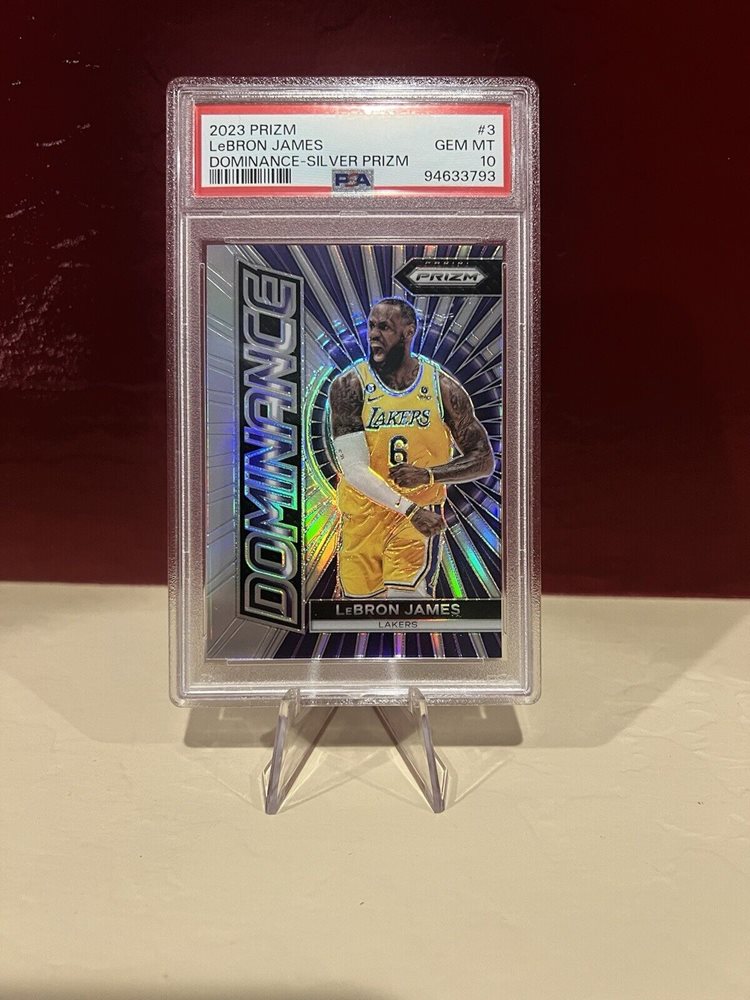 2023 PRIZM #3
LeBRON JAMES GEM MT
DOMINANCE-SILVER PRIZM 10
PSA 94633793
DOMINANCE
PANINI
PRIZM
LAKERS
6
LeBRON JAMES
LAKERS